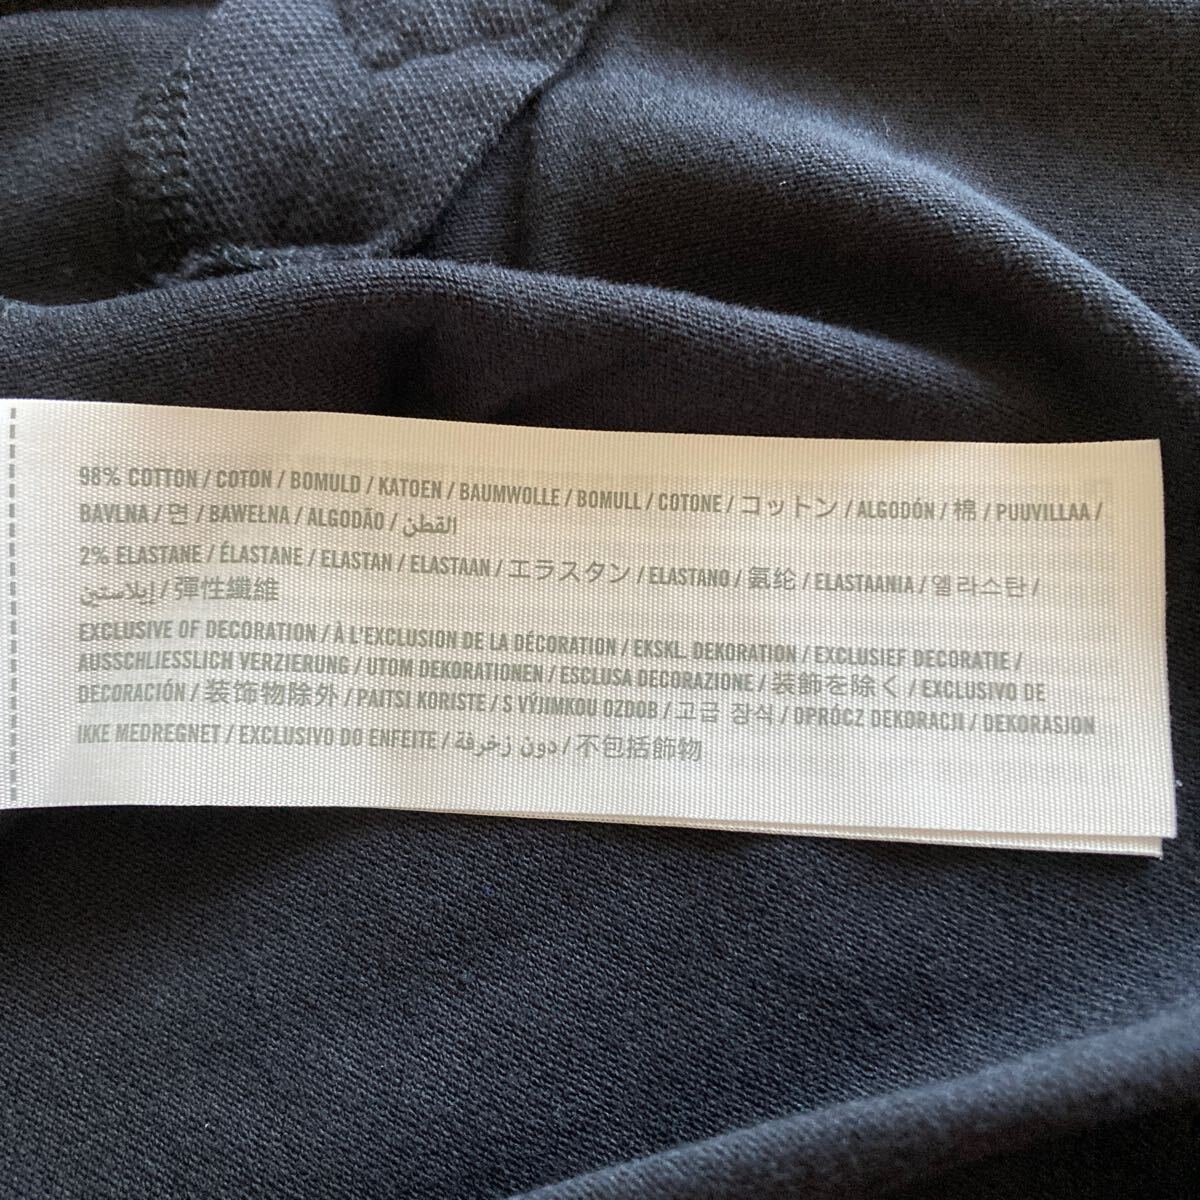 98% COTTON / COTON / BOMULD / KATOEN / BAUMWOLLE / BOMULL / COTONE / コットン / ALGODÓN / 棉 / PUUVILLAA /
BAVLNA / 면 / BAWEŁNA / ALGODÃO / القطن
2% ELASTANE / ÉLASTANE / ELASTAN / ELASTAAN / エラスタン / ELASTANO / 氨纶 / ELASTAANIA / 엘라스탄 /
إيلاستين / 彈性纖維
EXCLUSIVE OF DECORATION / À L'EXCLUSION DE LA DÉCORATION / EKSKL. DEKORATION / EXCLUSIEF DECORATIE /
AUSSCHLIESSLICH VERZIERUNG / UTOM DEKORATIONEN / ESCLUSA DECORAZIONE / 装飾を除く / EXCLUSIVO DE
DECORACIÓN / 装饰物除外 / PAITSI KORISTE / S VÝJIMKOU OZDOB / 고급 장식 / OPRÓCZ DEKORACJI / DEKORASJON
IKKE MEDREGNET / EXCLUSIVO DO ENFEITE / دون زخرفة / 不包括飾物